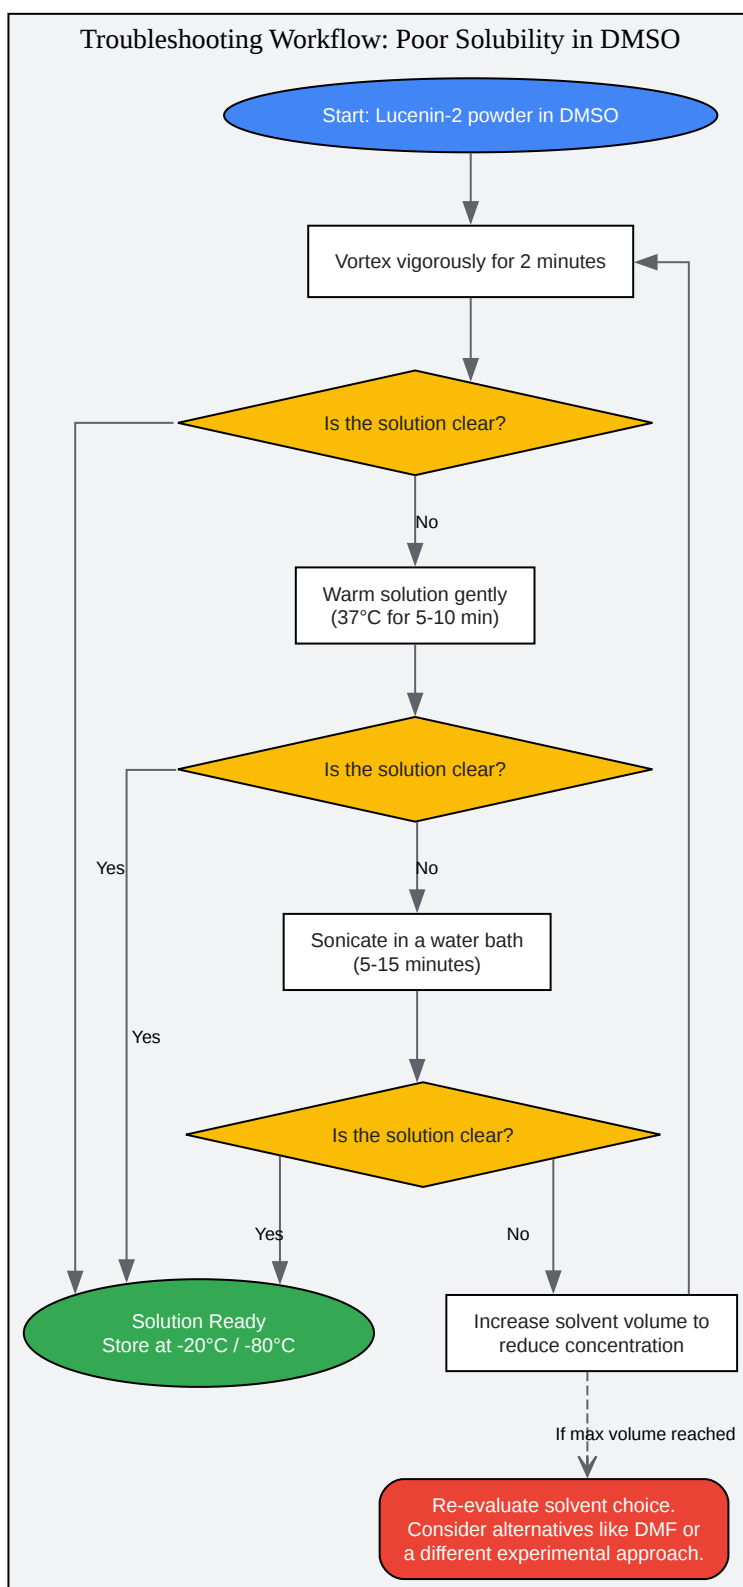 Troubleshooting Workflow: Poor Solubility in DMSO
Start: Lucenin-2 powder in DMSO
Vortex vigorously for 2 minutes
Is the solution clear?
No
Warm solution gently
(37°C for 5-10 min)
Is the solution clear?
Yes
No
Sonicate in a water bath
(5-15 minutes)
Yes
Is the solution clear?
Yes
No
Solution Ready
Store at -20°C / -80°C
Increase solvent volume to
reduce concentration
If max volume reached
Re-evaluate solvent choice.
Consider alternatives like DMF or
a different experimental approach.